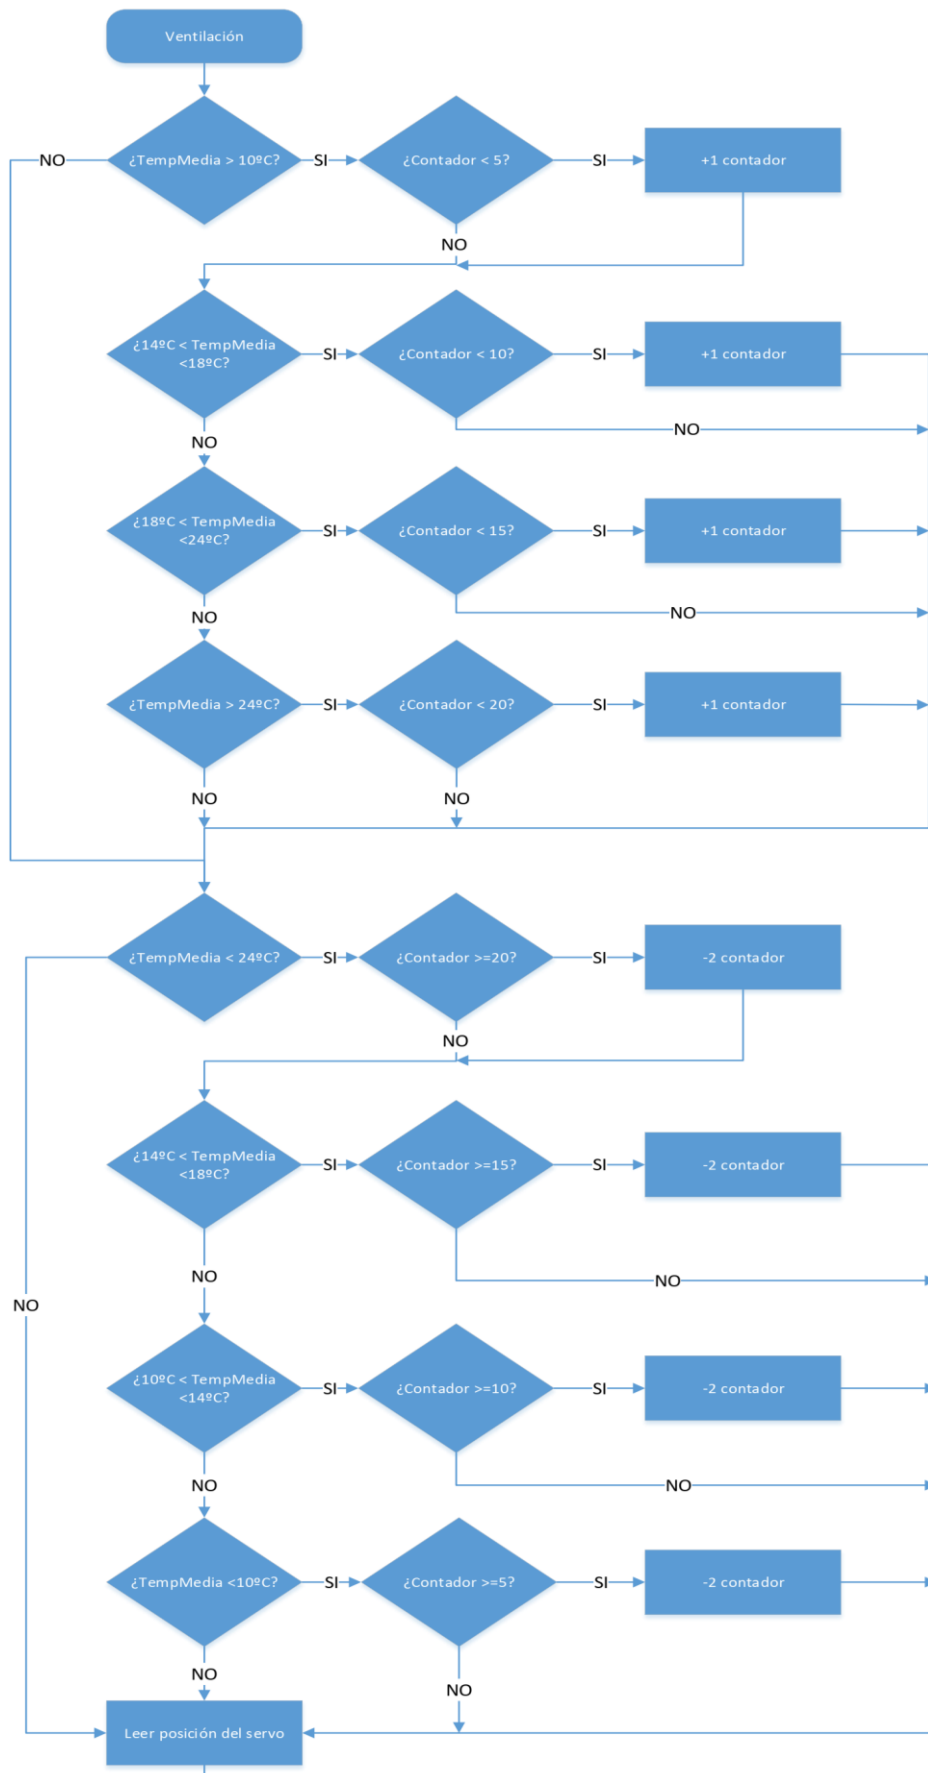 Ventilación
¿TempMedia > 10ºC?
SI
¿Contador < 5?
SI
+1 contador
NO
NO
¿14ºC < TempMedia
<18ºC?
SI
¿Contador < 10?
SI
+1 contador
NO
NO
¿18ºC < TempMedia
<24ºC?
SI
¿Contador < 15?
SI
+1 contador
NO
NO
¿TempMedia > 24ºC?
SI
¿Contador < 20?
SI
+1 contador
NO
NO
¿TempMedia < 24ºC?
SI
¿Contador >=20?
SI
-2 contador
NO
¿14ºC < TempMedia
<18ºC?
SI
¿Contador >=15?
SI
-2 contador
NO
NO
NO
¿10ºC < TempMedia
<14ºC?
SI
¿Contador >=10?
SI
-2 contador
NO
NO
¿TempMedia <10ºC?
SI
¿Contador >=5?
SI
-2 contador
NO
NO
Leer posición del servo